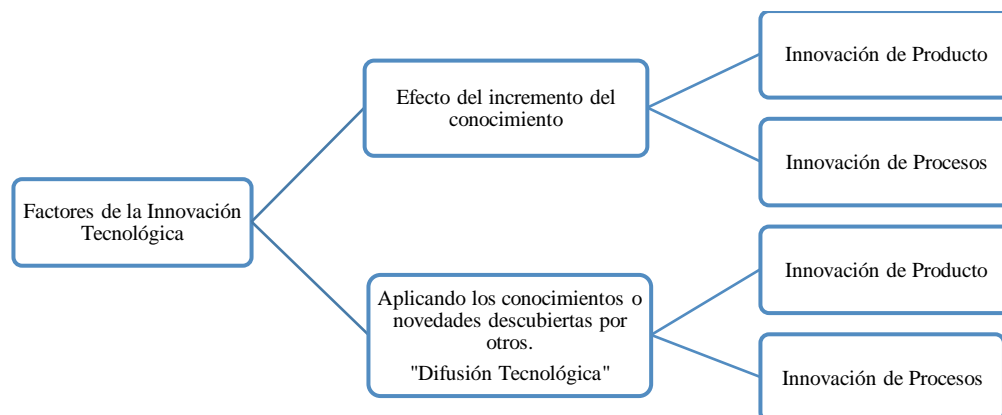 Factores de la Innovación
Tecnológica
Efecto del incremento del
conocimiento
Innovación de Producto
Innovación de Procesos
Aplicando los conocimientos o
novedades descubiertas por
otros.
"Difusión Tecnológica"
Innovación de Producto
Innovación de Procesos